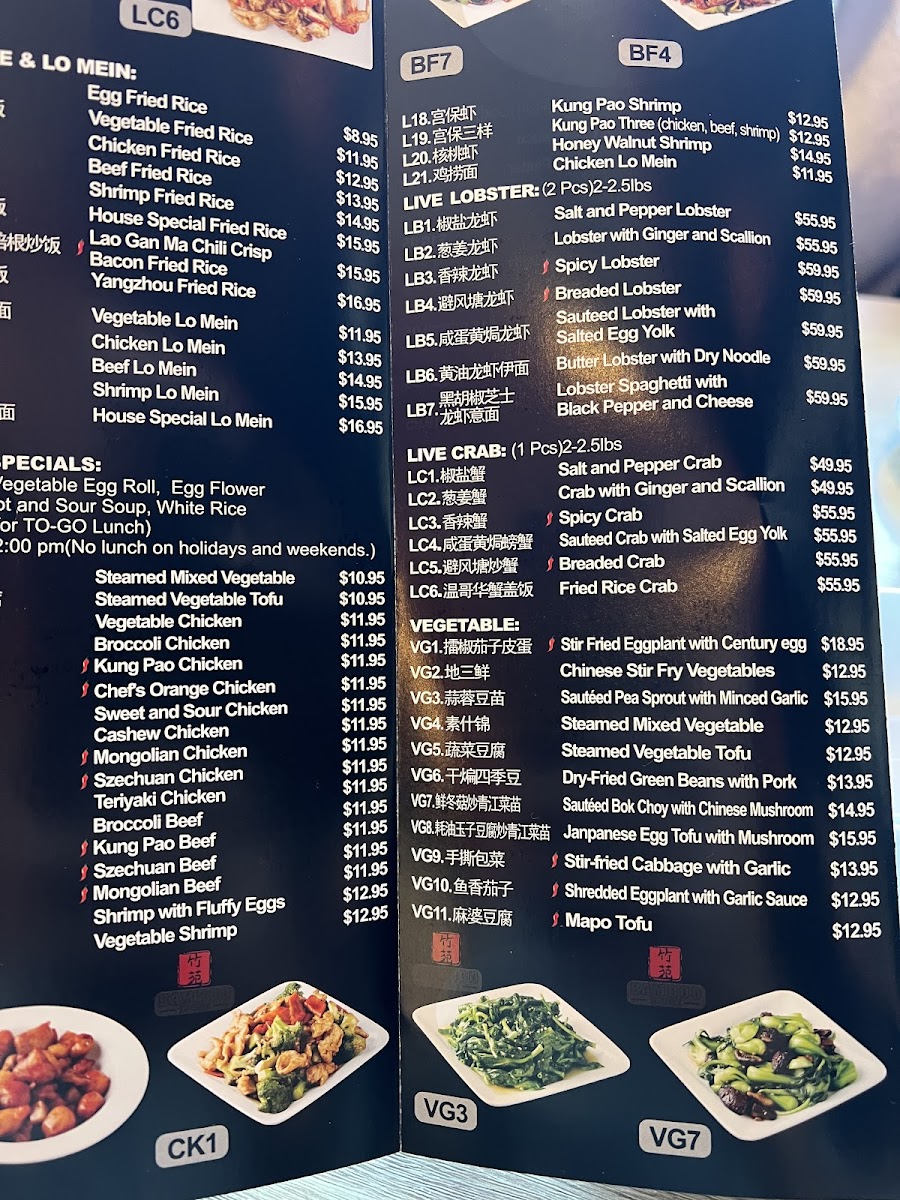 LC6
E & LO MEIN:
饭
Egg Fried Rice $8.95
Vegetable Fried Rice $11.95
Chicken Fried Rice $12.95
Beef Fried Rice $13.95
Shrimp Fried Rice $14.95
饭
House Special Fried Rice $15.95
培根炒饭 Lao Gan Ma Chili Crisp
Bacon Fried Rice $15.95
饭
Yangzhou Fried Rice $16.95
面
Vegetable Lo Mein $11.95
Chicken Lo Mein $13.95
Beef Lo Mein $14.95
Shrimp Lo Mein $15.95
面
House Special Lo Mein $16.95
SPECIALS:
Vegetable Egg Roll, Egg Flower
ot and Sour Soup, White Rice
for TO-GO Lunch)
2:00 pm(No lunch on holidays and weekends.)
Steamed Mixed Vegetable $10.95
Steamed Vegetable Tofu $10.95
Vegetable Chicken $11.95
Broccoli Chicken $11.95
Kung Pao Chicken $11.95
Chef's Orange Chicken $11.95
Sweet and Sour Chicken $11.95
Cashew Chicken $11.95
Mongolian Chicken $11.95
Szechuan Chicken $11.95
Teriyaki Chicken $11.95
Broccoli Beef $11.95
Kung Pao Beef $11.95
Szechuan Beef $11.95
Mongolian Beef $11.95
Shrimp with Fluffy Eggs $12.95
Vegetable Shrimp $12.95
竹苑
CK1
BF7
BF4
L18.宫保虾 Kung Pao Shrimp $12.95
L19.宫保三样 Kung Pao Three (chicken, beef, shrimp) $12.95
L20.核桃虾 Honey Walnut Shrimp $14.95
L21.鸡捞面 Chicken Lo Mein $11.95
LIVE LOBSTER: (2 Pcs)2-2.5lbs
LB1.椒盐龙虾 Salt and Pepper Lobster $55.95
LB2.葱姜龙虾 Lobster with Ginger and Scallion $55.95
LB3.香辣龙虾 Spicy Lobster $59.95
LB4.避风塘龙虾 Breaded Lobster $59.95
LB5.咸蛋黄焗龙虾 Sauteed Lobster with
Salted Egg Yolk $59.95
LB6.黄油龙虾伊面 Butter Lobster with Dry Noodle $59.95
LB7.黑胡椒芝士
龙虾意面
Lobster Spaghetti with
Black Pepper and Cheese $59.95
LIVE CRAB: (1 Pcs)2-2.5lbs
LC1.椒盐蟹 Salt and Pepper Crab $49.95
LC2.葱姜蟹 Crab with Ginger and Scallion $49.95
LC3.香辣蟹 Spicy Crab $55.95
LC4.咸蛋黄焗螃蟹 Sauteed Crab with Salted Egg Yolk $55.95
LC5.避风塘炒蟹 Breaded Crab $55.95
LC6.温哥华蟹盖饭 Fried Rice Crab $55.95
VEGETABLE:
VG1.擂椒茄子皮蛋 Stir Fried Eggplant with Century egg $18.95
VG2.地三鲜 Chinese Stir Fry Vegetables $12.95
VG3.蒜蓉豆苗 Sautéed Pea Sprout with Minced Garlic $15.95
VG4.素什锦 Steamed Mixed Vegetable $12.95
VG5.蔬菜豆腐 Steamed Vegetable Tofu $12.95
VG6.干煸四季豆 Dry-Fried Green Beans with Pork $13.95
VG7.鲜冬菇炒青江菜苗 Sautéed Bok Choy with Chinese Mushroom $14.95
VG8.耗油玉子豆腐炒青江菜苗 Janpanese Egg Tofu with Mushroom $15.95
VG9.手撕包菜 Stir-fried Cabbage with Garlic $13.95
VG10.鱼香茄子 Shredded Eggplant with Garlic Sauce $12.95
VG11.麻婆豆腐 Mapo Tofu $12.95
竹苑
竹苑
VG3
VG7